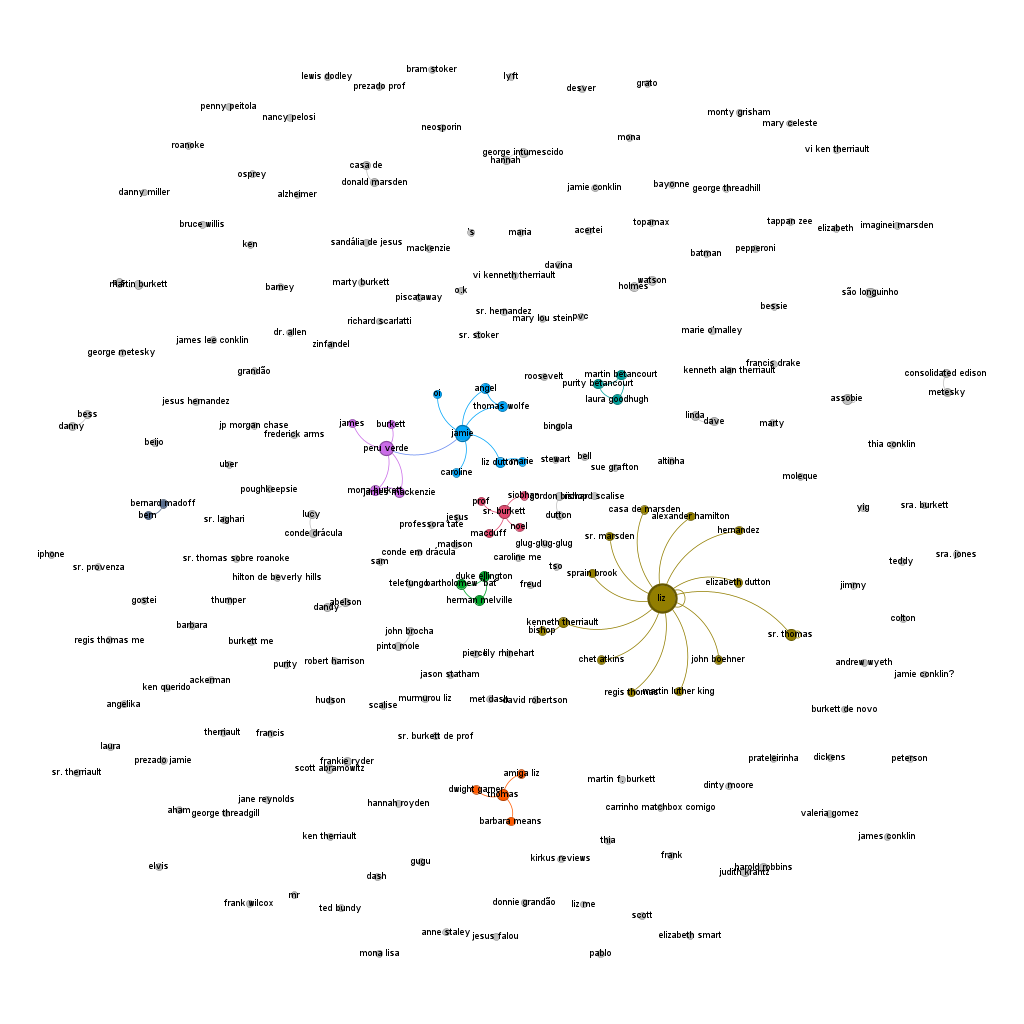 bram stoker
lewis dodley
lyft
prezado prof
desver
grato
penny peitola
nancy pelosi
monty grisham
mary celeste
neosporin
mona
roanoke
george intumescido
hannah
vi ken therriault
casa de
osprey
donald marsden
danny miller
alzheimer
jamie conklin
bayonne
george threadhill
bruce willis
topamax
tappan zee
elizabeth
imaginei marsden
's
maria
acertei
ken
sandália de jesus
mackenzie
batman
pepperoni
davina
vi kenneth therriault
martin burkett
barney
marty burkett
o.k
holmes
watson
piscataway
são longuinho
sr. hernandez
mary lou stein
pvc
bessie
richard scarlatti
dr. allen
sr. stoker
marie o'malley
james lee conklin
zinfandel
george metesky
grandão
roosevelt
martin betancourt
purity betancourt
kenneth alan therriault
francis drake
consolidated edison
metesky
oi
angel
jesus hernandez
thomas wolfe
laura goodhugh
assobie
bess
danny
jp morgan chase
frederick arms
james
burkett
jamie
bingola
linda
dave
marty
beijo
peru verde
thia conklin
uber
caroline
liz dutton
marie
stewart
bell
sue grafton
altinha
moleque
poughkeepsie
mona burkett
james mackenzie
prof
siobhan
gordon bishop
richard scalise
bernard madoff
bern
lucy
sr. burkett
dutton
casa de marsden
alexander hamilton
ylg
sra. burkett
sr. laghari
conde drácula
professora tate
jesus
macduff
noel
sr. marsden
hernandez
madison
glug-glug-glug
iphone
sr. provenza
sr. thomas sobre roanoke
conde em drácula
sam
caroline me
tso
teddy
sra. jones
hilton de beverly hills
telefungo
bartholomew
bat
duke ellington
freud
sprain brook
elizabeth dutton
jimmy
gostei
thumper
dandy
abelson
herman melville
liz
regis thomas me
barbara
burkett me
john brocha
pinto mole
kenneth therriault
bishop
sr. thomas
colton
purity
robert harrison
pierce
lily rhinehart
chet atkins
john boehner
andrew wyeth
jamie conklin?
ken querido
ackerman
jason statham
angelika
hudson
scalise
murmurou liz
met dash
david robertson
regis thomas
martin luther king
burkett de novo
therriault
francis
sr. burkett de prof
laura
prezado jamie
frankie ryder
scott abramowitz
prateleirinha
dickens
peterson
sr. therriault
amiga liz
martin f. burkett
dinty moore
dwight garner
thomas
jane reynolds
hannah royden
aham
george threadgill
carrinho matchbox comigo
valeria gomez
barbara means
ken therriault
thia
james conklin
elvis
gugu
kirkus reviews
frank
harold robbins
judith krantz
dash
mr
frank wilcox
ted bundy
donnie grandão
liz me
scott
anne staley
jesus falou
elizabeth smart
mona lisa
pablo